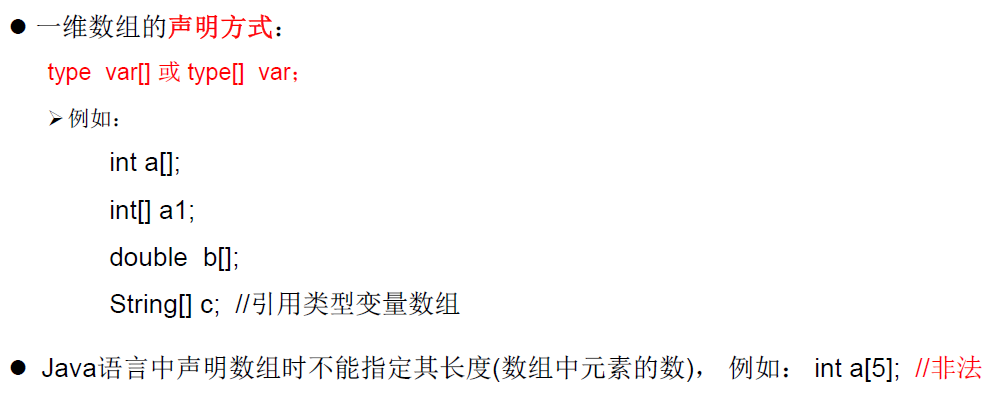 ● 一维数组的声明方式：
type var[] 或 type[] var；
➢ 例如：
int a[];
int[] a1;
double b[];
String[] c; //引用类型变量数组
● Java语言中声明数组时不能指定其长度(数组中元素的数)， 例如： int a[5]; //非法